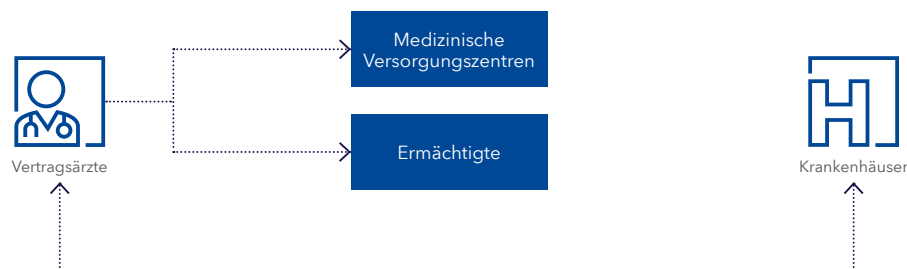 Medizinische
Versorgungszentren
Ermächtigte
Vertragsärzte
Krankenhäuser